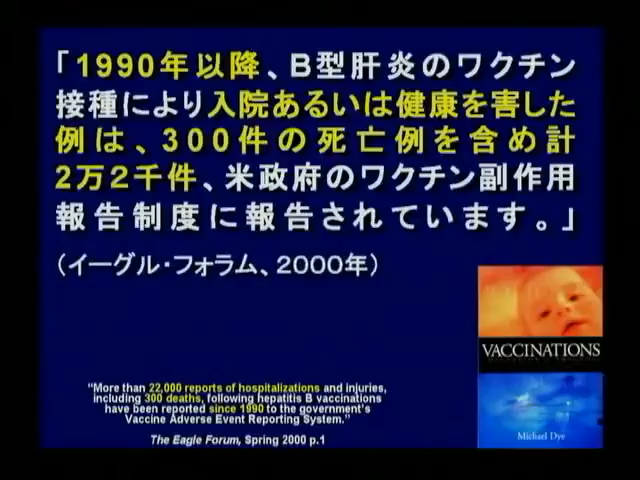 「1990年以降、B型肝炎のワクチン
接種により入院あるいは健康を害した
例は、300件の死亡例を含め計
2万2千件、米政府のワクチン副作用
報告制度に報告されています。」
（イーグル・フォラム、2000年）
VACCINATIONS
Michael Dye
"More than 22,000 reports of hospitalizations and injuries,
including 300 deaths, following hepatitis B vaccinations
have been reported since 1990 to the government's
Vaccine Adverse Event Reporting System."
The Eagle Forum, Spring 2000 p.1